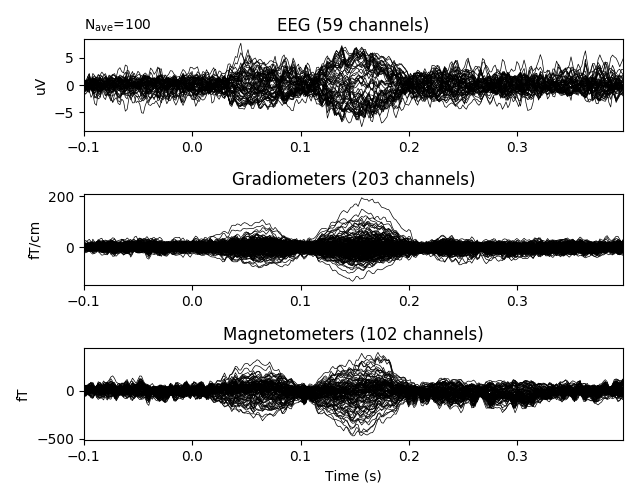 N_ave=100
EEG (59 channels)
5
0
−5
uV
−0.1 0.0 0.1 0.2 0.3
Gradiometers (203 channels)
200
0
fT/cm
−0.1 0.0 0.1 0.2 0.3
Magnetometers (102 channels)
0
−500
fT
−0.1 0.0 0.1 0.2 0.3
Time (s)